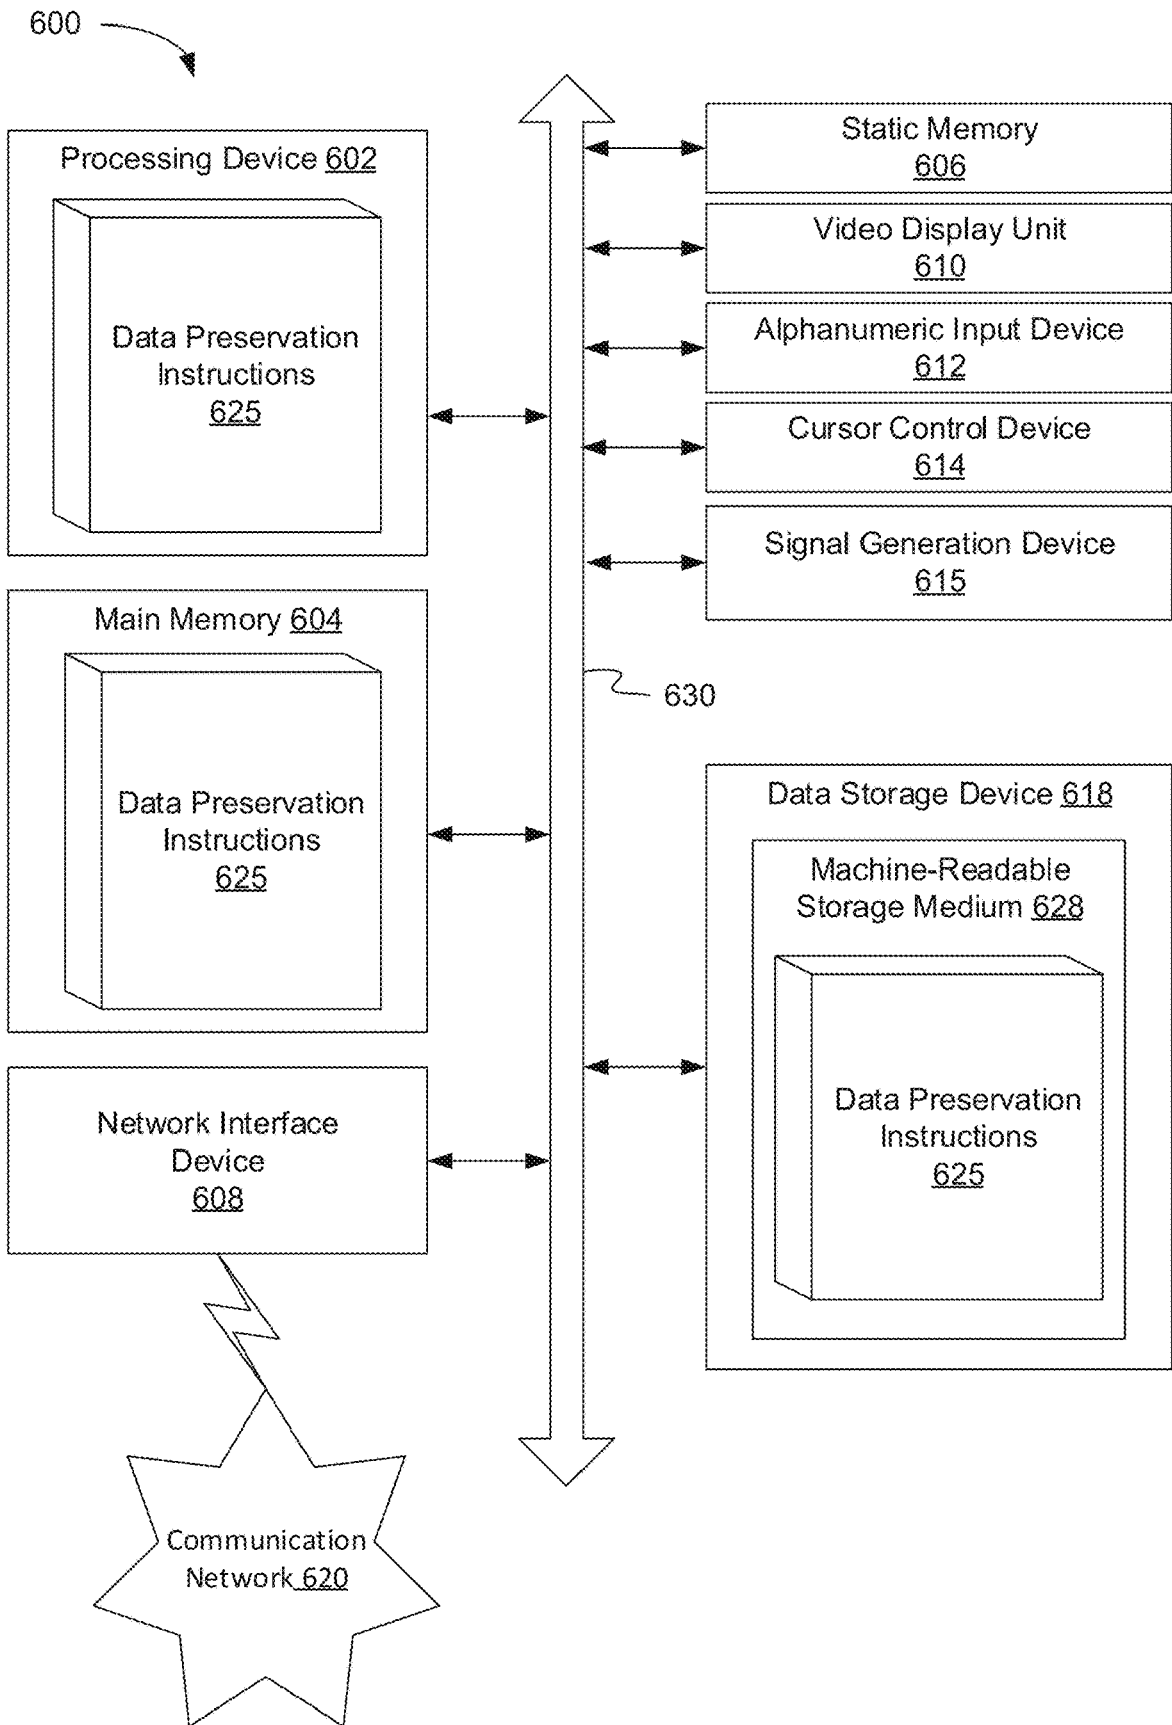 600
Processing Device 602
Data Preservation
Instructions
625
Main Memory 604
Data Preservation
Instructions
625
Network Interface
Device
608
Communication
Network 620
Static Memory
606
Video Display Unit
610
Alphanumeric Input Device
612
Cursor Control Device
614
Signal Generation Device
615
630
Data Storage Device 618
Machine-Readable
Storage Medium 628
Data Preservation
Instructions
625